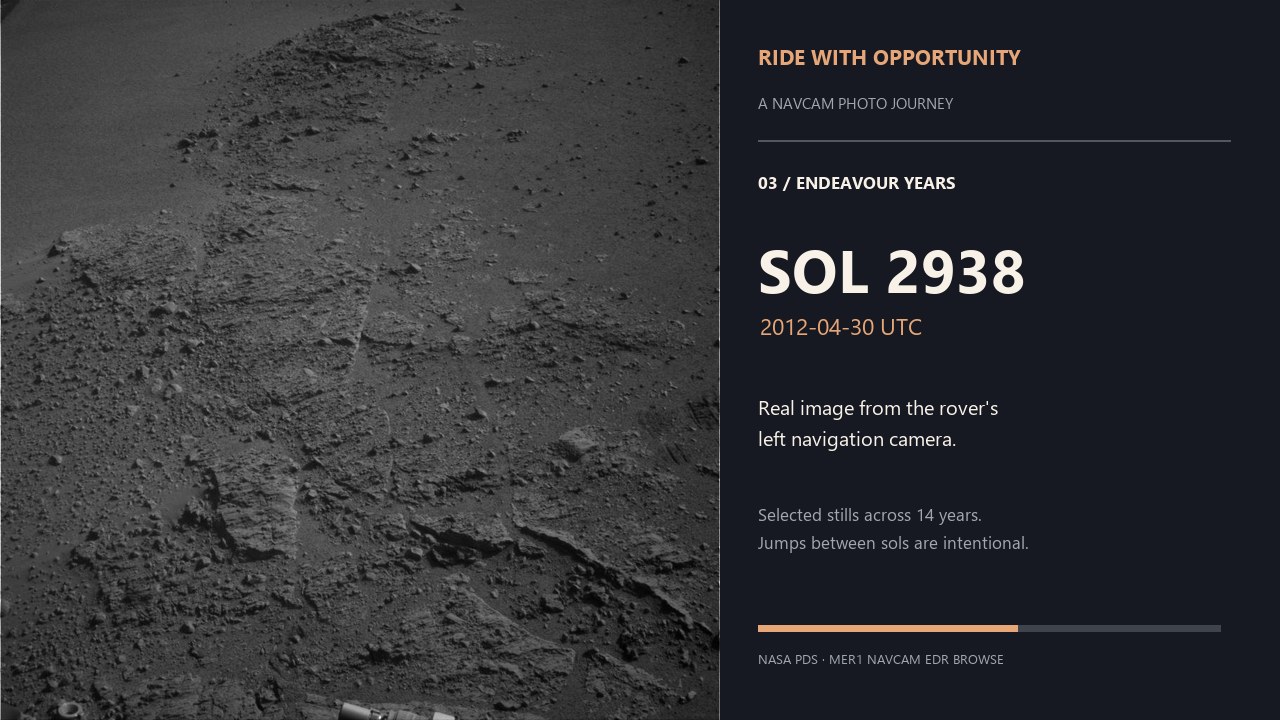 RIDE WITH OPPORTUNITY
A NAVCAM PHOTO JOURNEY
03 / ENDEAVOUR YEARS
SOL 2938
2012-04-30 UTC
Real image from the rover's
left navigation camera.
Selected stills across 14 years.
Jumps between sols are intentional.
NASA PDS · MER1 NAVCAM EDR BROWSE